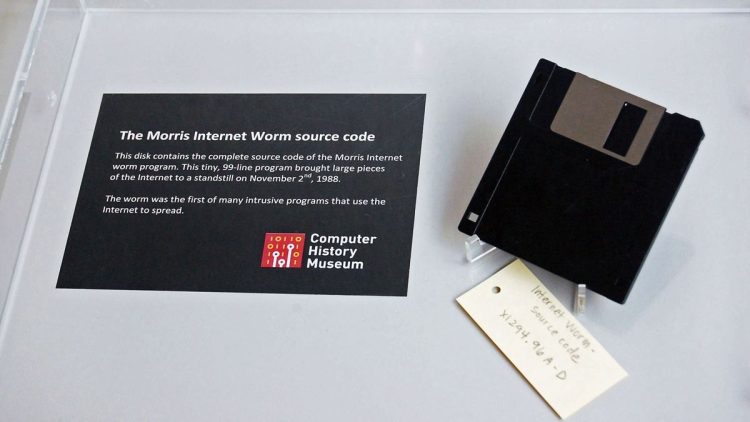 The Morris Internet Worm source code
This disk contains the complete source code of the Morris Internet
worm program. This tiny, 99-line program brought large pieces
of the Internet to a standstill on November 2nd, 1988.
The worm was the first of many intrusive programs that use the
Internet to spread.
10110
01011
Computer
History
Museum
Internet Worm-
source code
X1294.96A-D